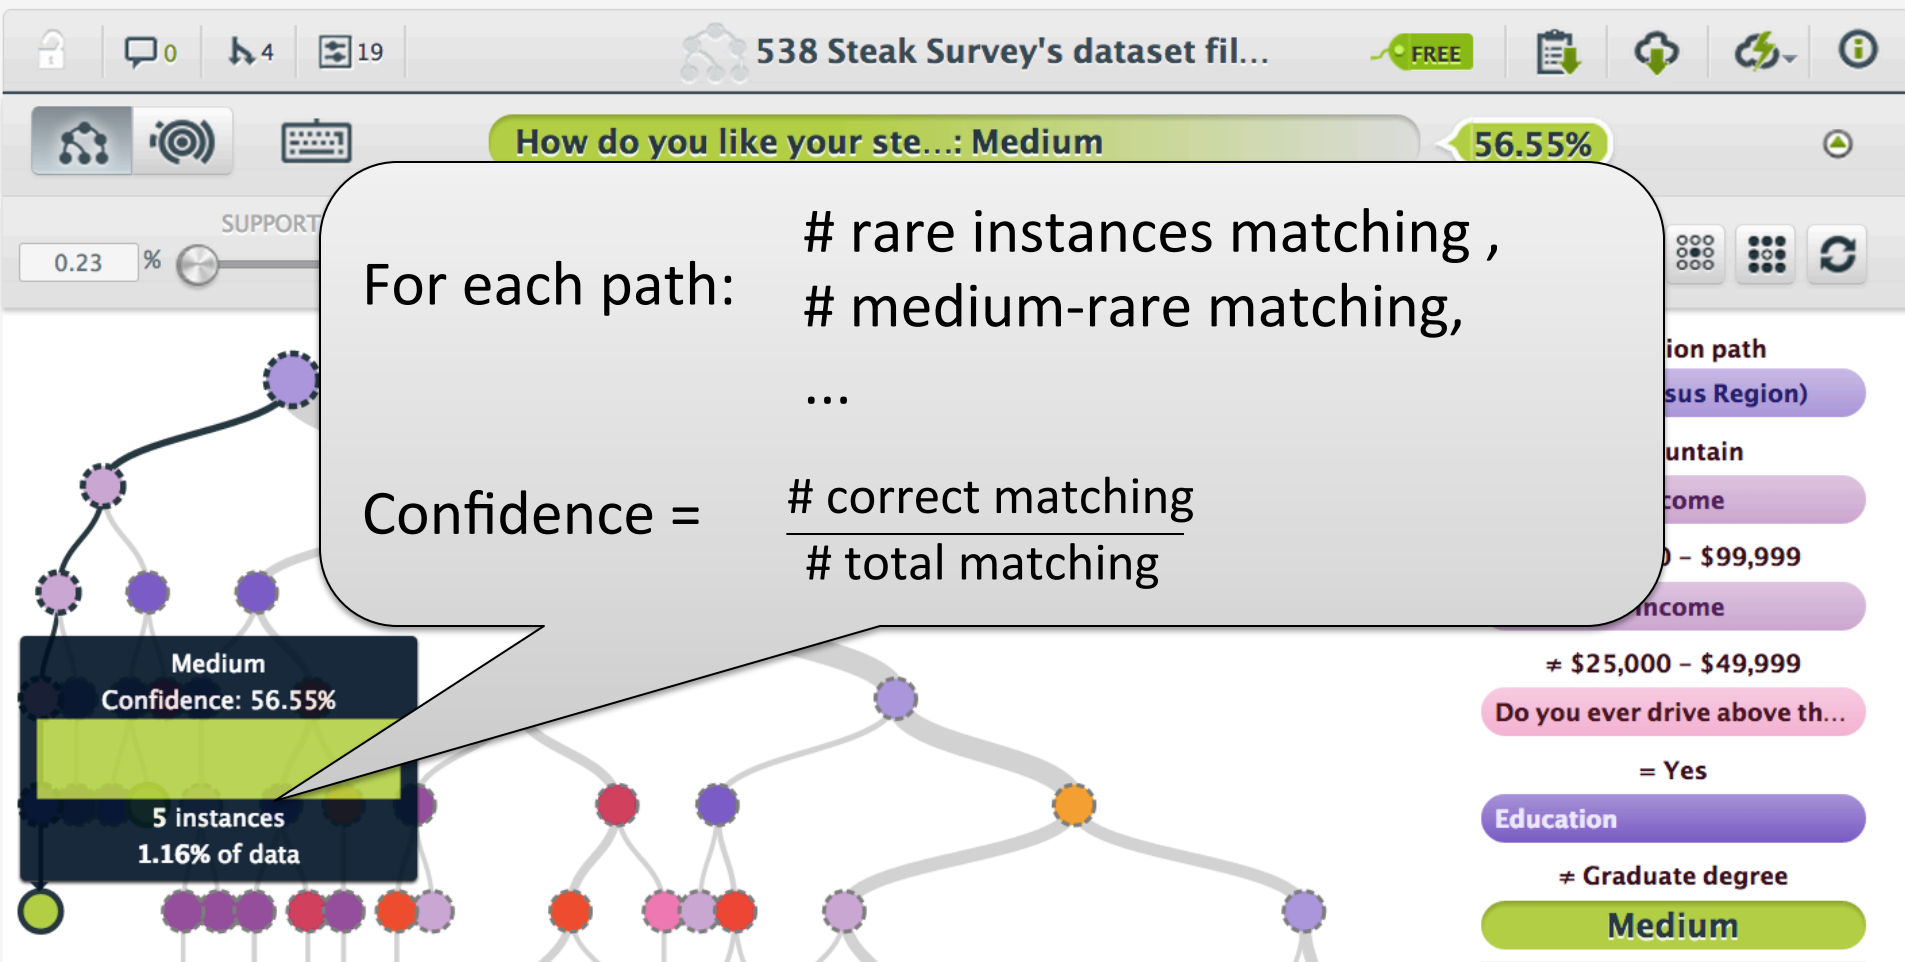 0
4
19
538 Steak Survey's dataset fil...
FREE
How do you like your ste...: Medium
56.55%
SUPPORT
0.23 %
For each path:
# rare instances matching ,
# medium-rare matching,
...
Confidence =
# correct matching
# total matching
ion path
sus Region)
untain
come
– $99,999
ncome
≠ $25,000 – $49,999
Do you ever drive above th...
= Yes
Education
≠ Graduate degree
Medium
Medium
Confidence: 56.55%
5 instances
1.16% of data